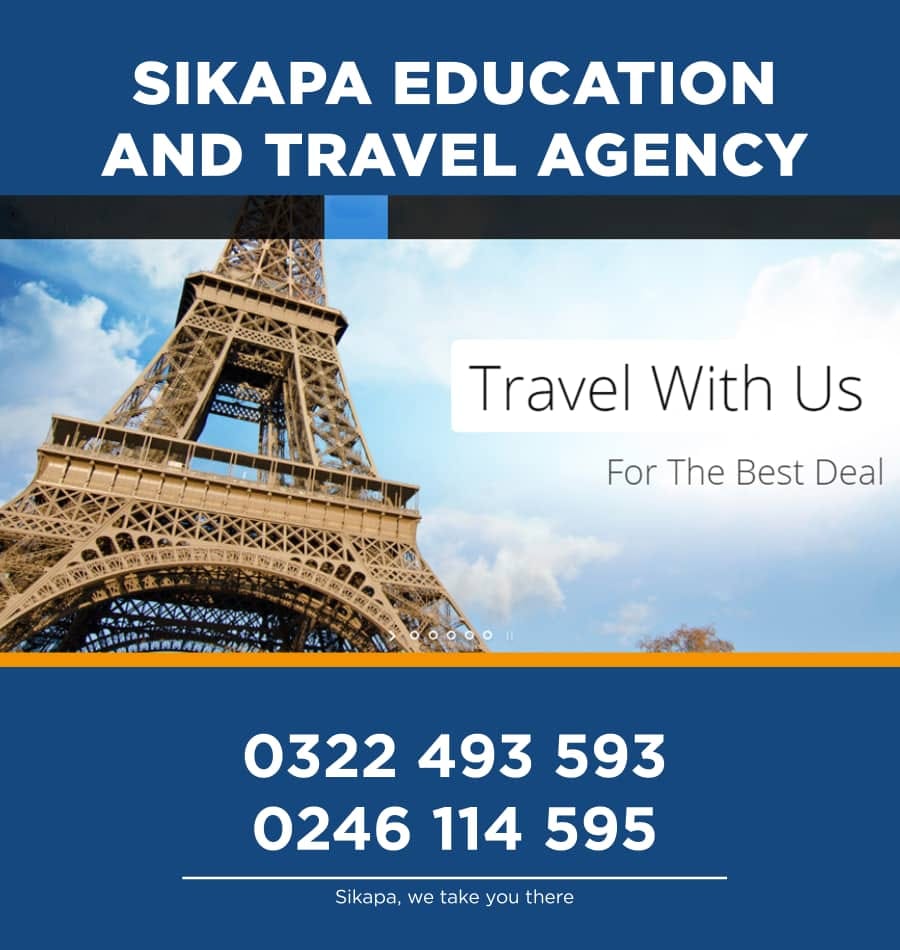 SIKAPA EDUCATION
AND TRAVEL AGENCY
Travel With Us
For The Best Deal
0322 493 593
0246 114 595
Sikapa, we take you there